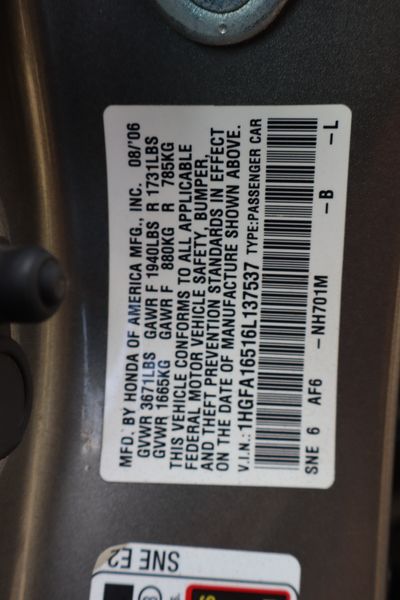 MFD. BY HONDA OF AMERICA MFG., INC. 08/'06
GVWR 3671LBS GAWR F 1940LBS R 1731LBS
GVWR 1665KG GAWR F 880KG R 785KG
THIS VEHICLE CONFORMS TO ALL APPLICABLE
FEDERAL MOTOR VEHICLE SAFETY, BUMPER,
AND THEFT PREVENTION STANDARDS IN EFFECT
ON THE DATE OF MANUFACTURE SHOWN ABOVE.
V.I.N.: 1HGFA16516L137537 TYPE:PASSENGER CAR
SNE 6 AF6 -NH701M -B -L
SNE E2